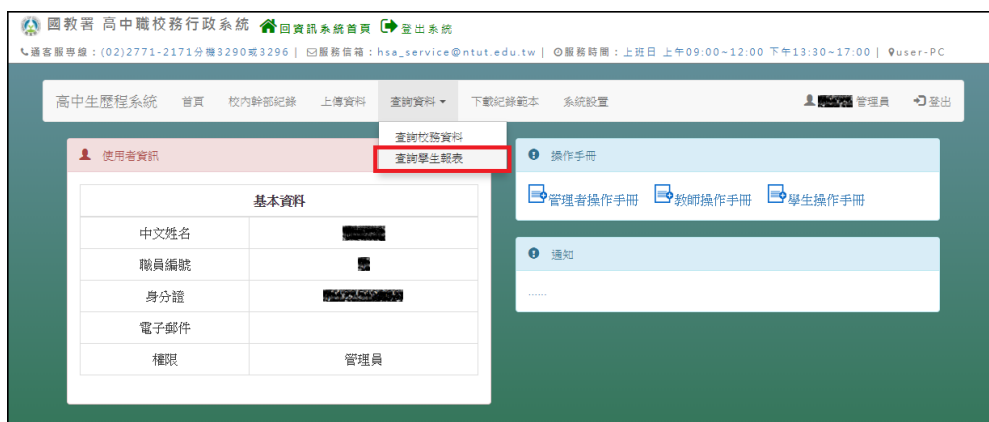 國教署 高中職校務行政系統 回資訊系統首頁 登出系統
通客服專線：(02)2771-2171分機3290或3296 | 服務信箱：hsa_service@ntut.edu.tw | 服務時間：上班日 上午09:00~12:00 下午13:30~17:00 | user-PC
高中生歷程系統 首頁 校內幹部紀錄 上傳資料 查詢資料 下載紀錄範本 系統設置 管理員 登出
查詢校務資料
查詢學生報表
使用者資訊
基本資料
中文姓名
職員編號
身分證
電子郵件
權限 管理員
操作手冊
管理者操作手冊 教師操作手冊 學生操作手冊
通知
......